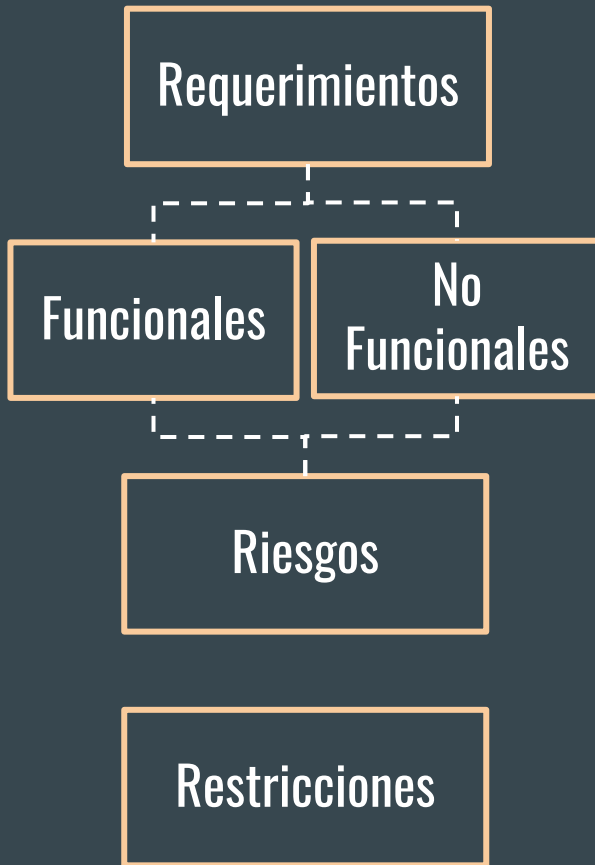 Requerimientos
Funcionales
No
Funcionales
Riesgos
Restricciones